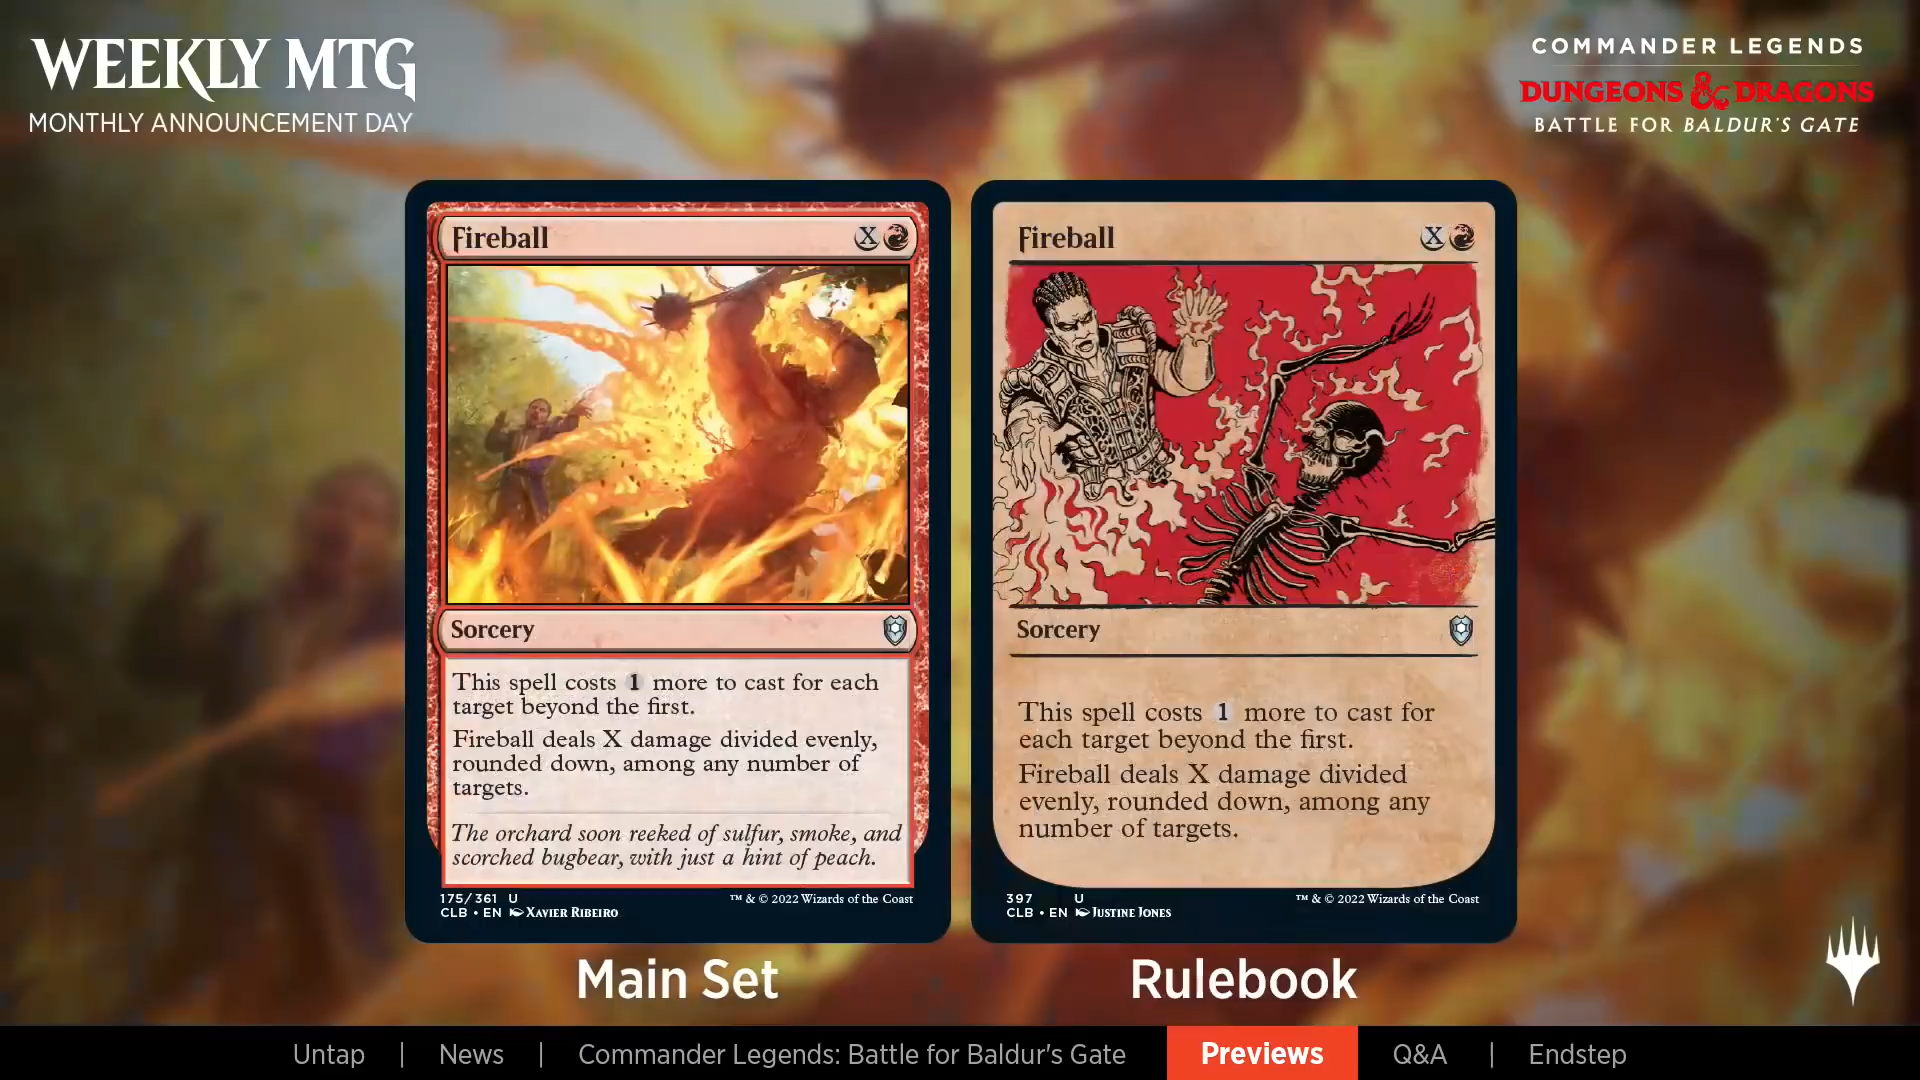 WEEKLY MTG
MONTHLY ANNOUNCEMENT DAY
COMMANDER LEGENDS
DUNGEONS & DRAGONS
BATTLE FOR BALDUR'S GATE
Fireball X
Sorcery
This spell costs 1 more to cast for each
target beyond the first.
Fireball deals X damage divided evenly,
rounded down, among any number of
targets.
The orchard soon reeked of sulfur, smoke, and
scorched bugbear, with just a hint of peach.
175/361 U
CLB • EN XAVIER RIBEIRO
™ & © 2022 Wizards of the Coast
Main Set
Fireball X
Sorcery
This spell costs 1 more to cast for
each target beyond the first.
Fireball deals X damage divided
evenly, rounded down, among any
number of targets.
397 U
CLB • EN JUSTINE JONES
™ & © 2022 Wizards of the Coast
Rulebook
Untap | News | Commander Legends: Battle for Baldur's Gate Previews Q&A | Endstep